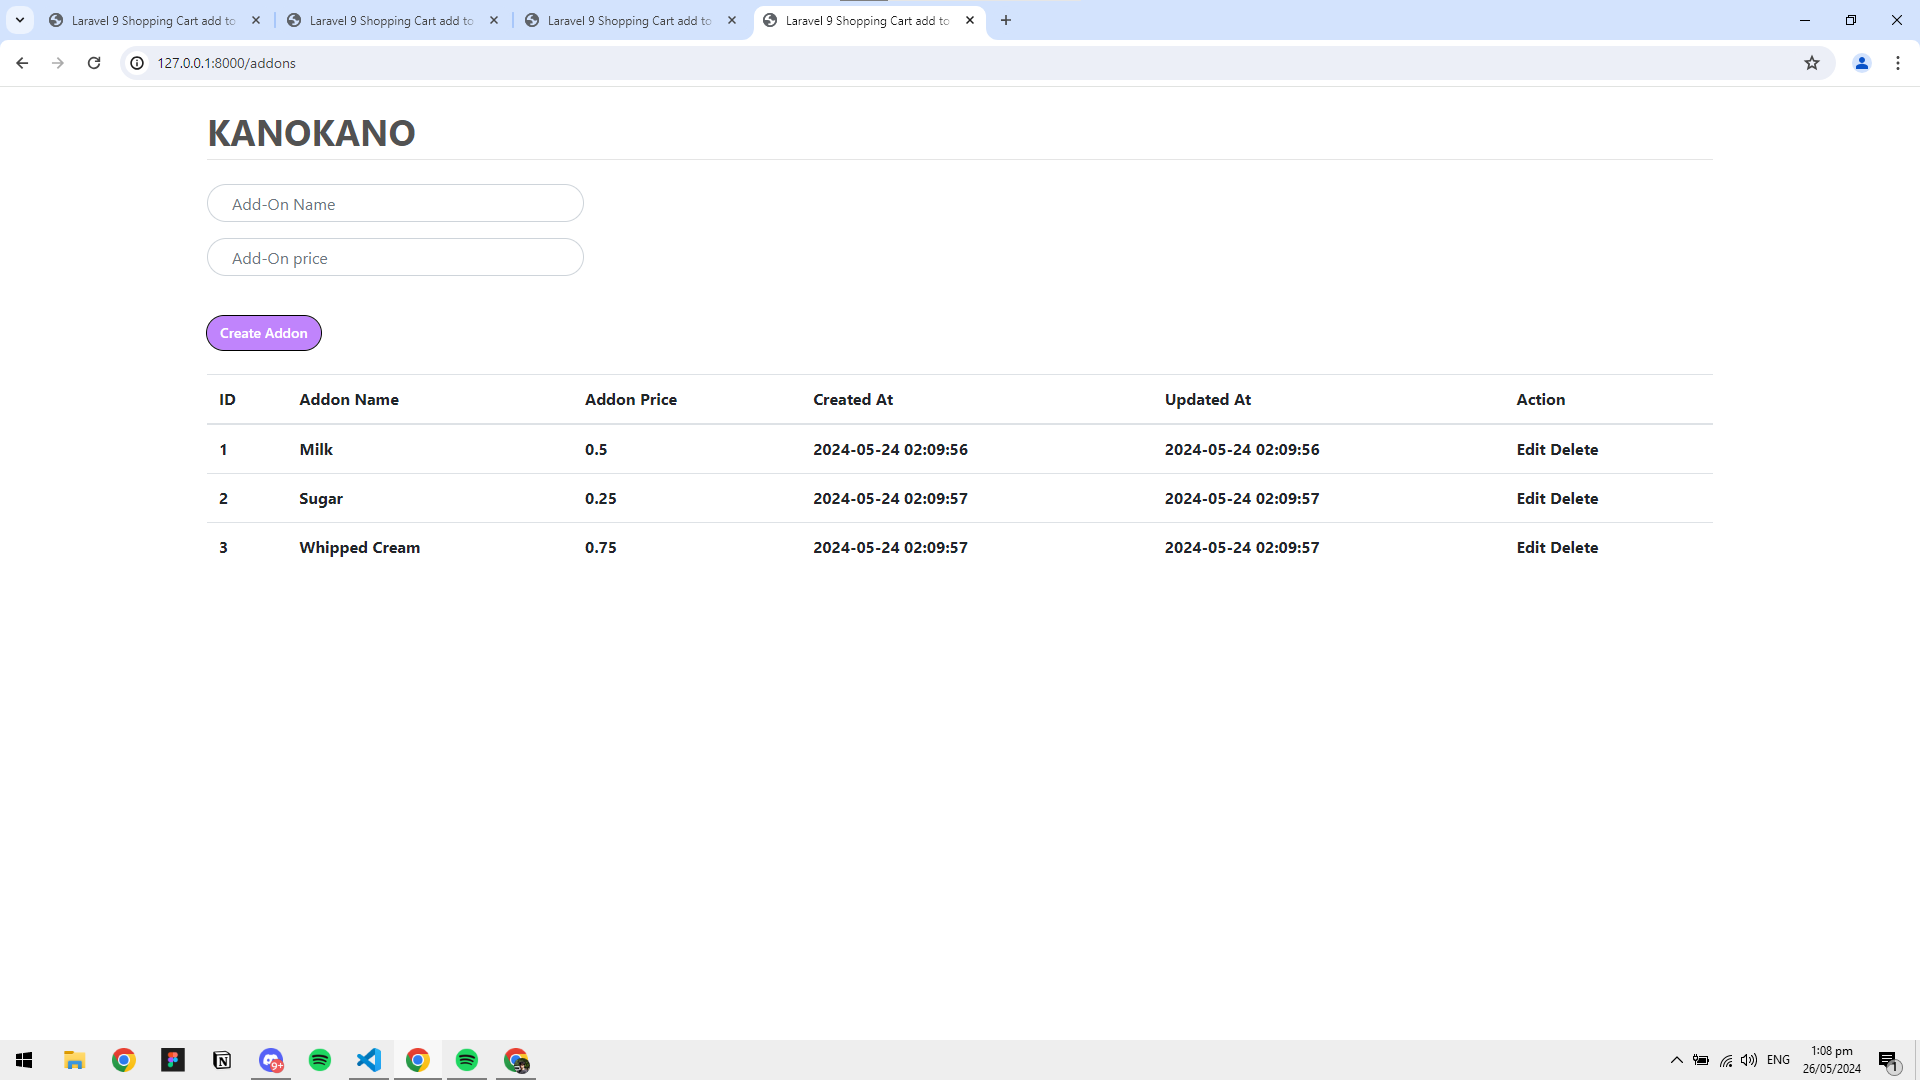 Laravel 9 Shopping Cart add to Laravel 9 Shopping Cart add to Laravel 9 Shopping Cart add to Laravel 9 Shopping Cart add to
127.0.0.1:8000/addons
KANOKANO
Add-On Name
Add-On price
Create Addon
ID Addon Name Addon Price Created At Updated At Action
1 Milk 0.5 2024-05-24 02:09:56 2024-05-24 02:09:56 Edit Delete
2 Sugar 0.25 2024-05-24 02:09:57 2024-05-24 02:09:57 Edit Delete
3 Whipped Cream 0.75 2024-05-24 02:09:57 2024-05-24 02:09:57 Edit Delete
9+
ENG
1:08 pm
26/05/2024
1